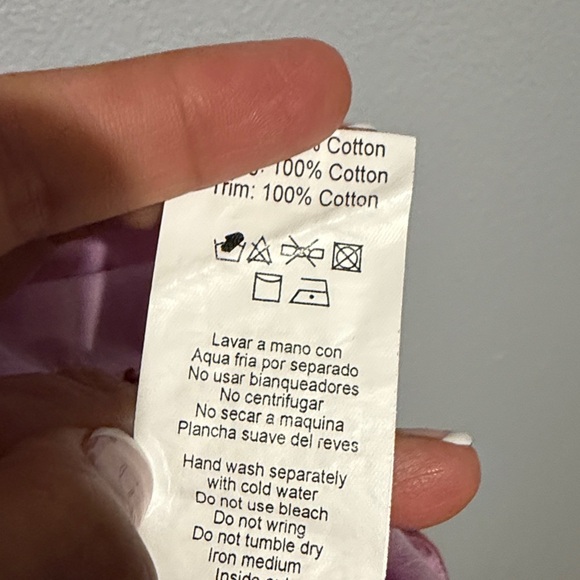 Cotton
100% Cotton
Trim: 100% Cotton
Lavar a mano con
Aqua fria por separado
No usar bianqueadores
No centrifugar
No secar a maquina
Plancha suave del reves
Hand wash separately
with cold water
Do not use bleach
Do not wring
Do not tumble dry
Iron medium
Inside